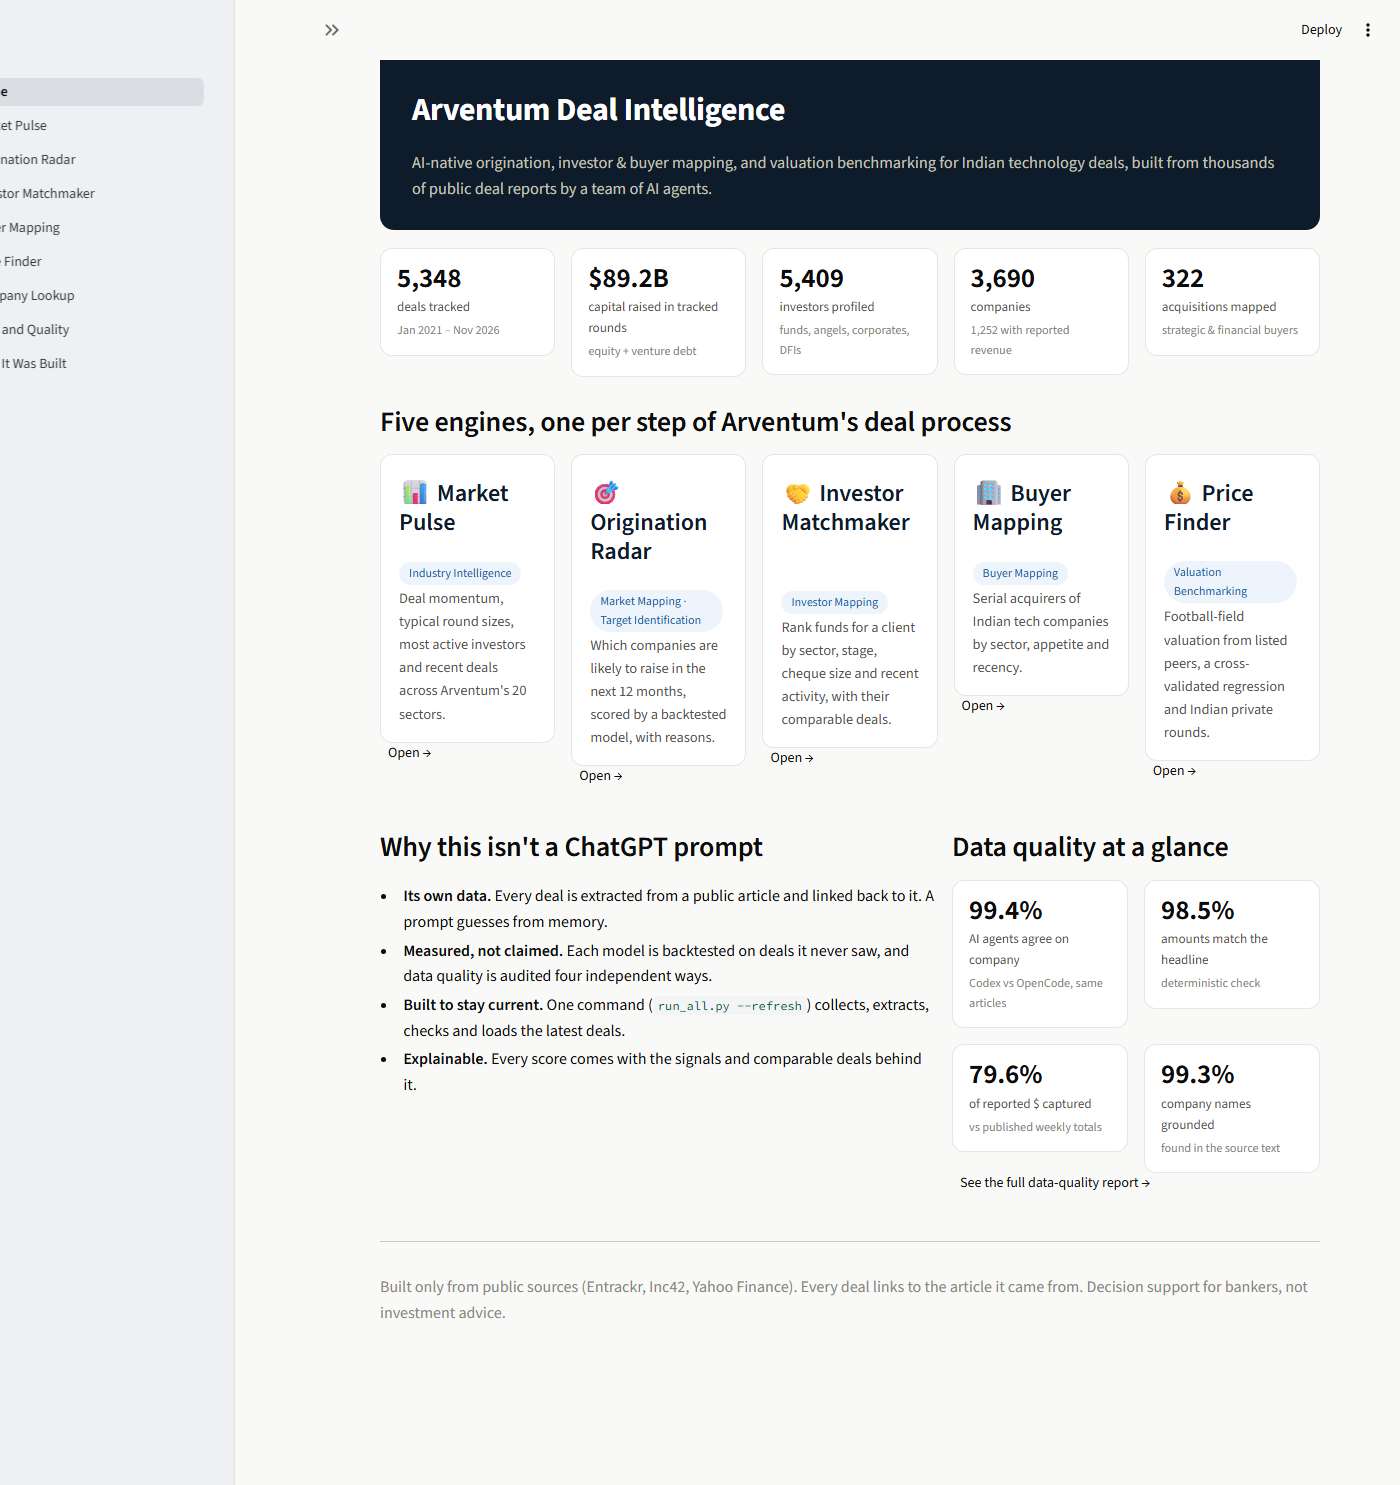 Deploy
et Pulse
nation Radar
stor Matchmaker
r Mapping
Finder
pany Lookup
and Quality
It Was Built
Arventum Deal Intelligence
AI-native origination, investor & buyer mapping, and valuation benchmarking for Indian technology deals, built from thousands
of public deal reports by a team of AI agents.
5,348
deals tracked
Jan 2021 – Nov 2026
$89.2B
capital raised in tracked
rounds
equity + venture debt
5,409
investors profiled
funds, angels, corporates,
DFIs
3,690
companies
1,252 with reported
revenue
322
acquisitions mapped
strategic & financial buyers
Five engines, one per step of Arventum's deal process
Market
Pulse
Industry Intelligence
Deal momentum,
typical round sizes,
most active investors
and recent deals
across Arventum's 20
sectors.
Open →
Origination
Radar
Market Mapping ·
Target Identification
Which companies are
likely to raise in the
next 12 months,
scored by a backtested
model, with reasons.
Open →
Investor
Matchmaker
Investor Mapping
Rank funds for a client
by sector, stage,
cheque size and recent
activity, with their
comparable deals.
Open →
Buyer
Mapping
Buyer Mapping
Serial acquirers of
Indian tech companies
by sector, appetite and
recency.
Open →
Price
Finder
Valuation
Benchmarking
Football-field
valuation from listed
peers, a cross-
validated regression
and Indian private
rounds.
Open →
Why this isn't a ChatGPT prompt
• Its own data. Every deal is extracted from a public article and linked back to it. A
prompt guesses from memory.
• Measured, not claimed. Each model is backtested on deals it never saw, and
data quality is audited four independent ways.
• Built to stay current. One command ( run_all.py --refresh ) collects, extracts,
checks and loads the latest deals.
• Explainable. Every score comes with the signals and comparable deals behind
it.
Data quality at a glance
99.4%
AI agents agree on
company
Codex vs OpenCode, same
articles
98.5%
amounts match the
headline
deterministic check
79.6%
of reported $ captured
vs published weekly totals
99.3%
company names
grounded
found in the source text
See the full data-quality report →
Built only from public sources (Entrackr, Inc42, Yahoo Finance). Every deal links to the article it came from. Decision support for bankers, not
investment advice.